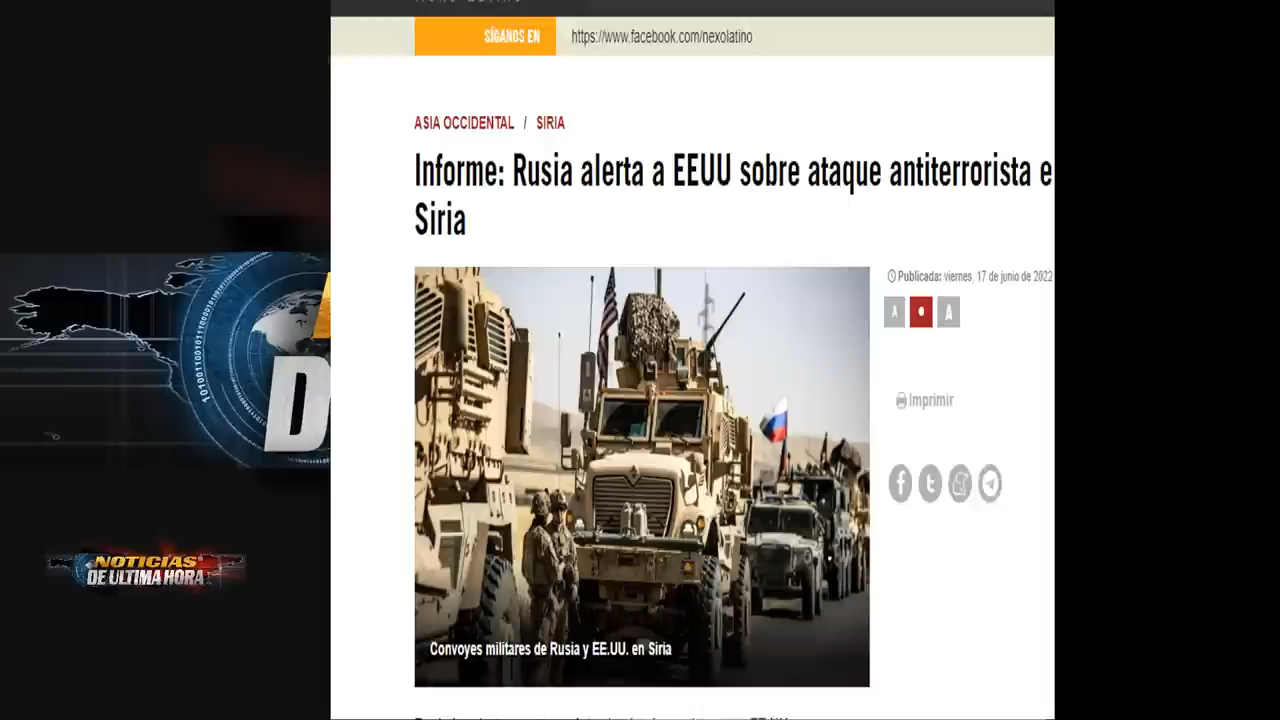 SÍGANOS EN https://www.facebook.com/nexolatino
ASIA OCCIDENTAL / SIRIA
Informe: Rusia alerta a EEUU sobre ataque antiterrorista e
Siria
Publicada: viernes, 17 de junio de 2022
A A
Imprimir
Convoyes militares de Rusia y EE.UU. en Siria
D
NOTICIAS
DE ULTIMA HORA